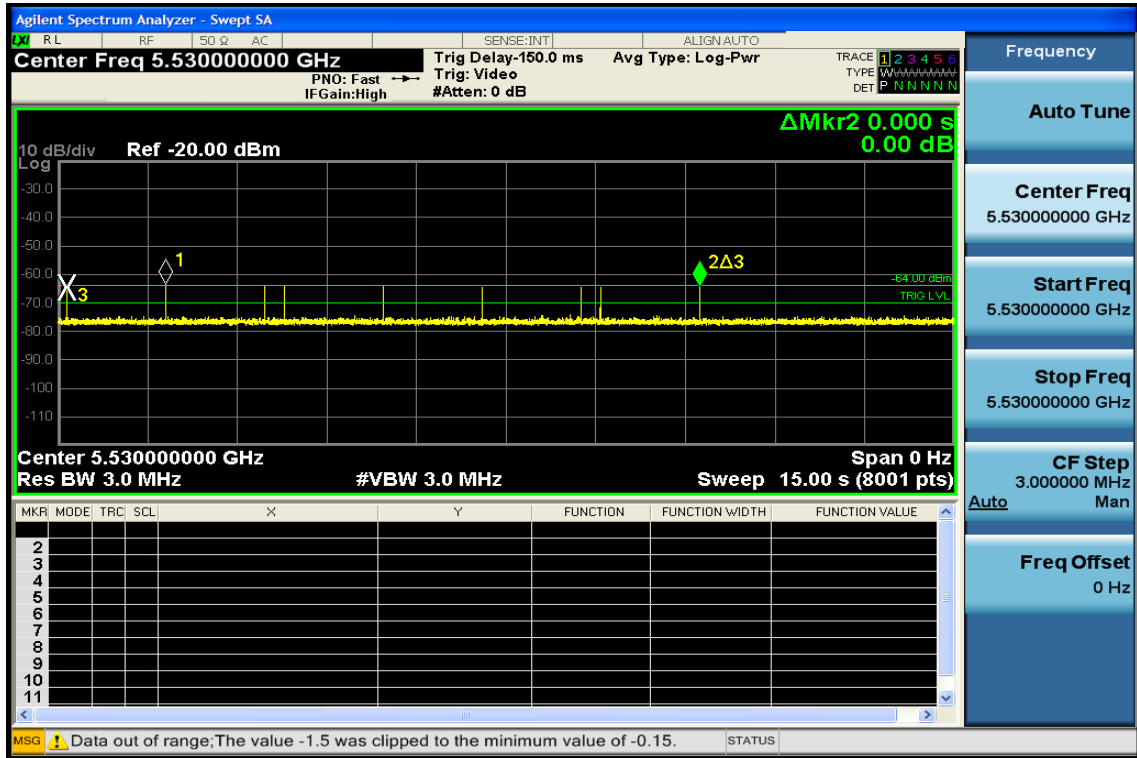 Agilent Spectrum Analyzer - Swept SA
LXI RL RF 50 Ω AC SENSE:INT ALIGN AUTO
Center Freq 5.530000000 GHz
PNO: Fast
IFGain:High
Trig Delay-150.0 ms
Trig: Video
#Atten: 0 dB
Avg Type: Log-Pwr
TRACE 1 2 3 4 5 6
TYPE WWWWWW
DET P N N N N N
ΔMkr2 0.000 s
0.00 dB
10 dB/div Ref -20.00 dBm
Log
-30.0
-40.0
-50.0
-60.0
-70.0
-80.0
-90.0
-100
-110
1
2Δ3
X3
-64.00 dBm
TRIG LVL
Center 5.530000000 GHz Span 0 Hz
Res BW 3.0 MHz #VBW 3.0 MHz Sweep 15.00 s (8001 pts)
MKR MODE TRC SCL X Y FUNCTION FUNCTION WIDTH FUNCTION VALUE
2
3
4
5
6
7
8
9
10
11
MSG Data out of range;The value -1.5 was clipped to the minimum value of -0.15. STATUS
Frequency
Auto Tune
Center Freq
5.530000000 GHz
Start Freq
5.530000000 GHz
Stop Freq
5.530000000 GHz
CF Step
3.000000 MHz
Auto Man
Freq Offset
0 Hz